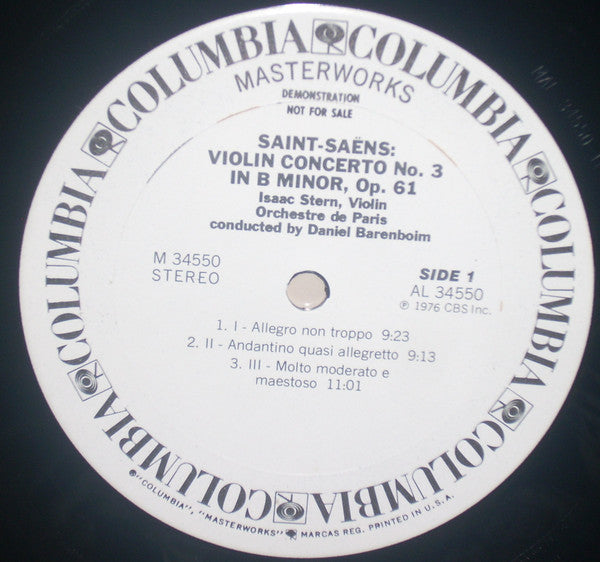 COLUMBIA COLUMBIA COLUMBIA COLUMBIA COLUMBIA COLUMBIA COLUMBIA COLUMBIA
MASTERWORKS
DEMONSTRATION
NOT FOR SALE
SAINT-SAËNS:
VIOLIN CONCERTO No. 3
IN B MINOR, Op. 61
Isaac Stern, Violin
Orchestre de Paris
conducted by Daniel Barenboim
M 34550
STEREO
SIDE 1
AL 34550
℗ 1976 CBS Inc.
1. I - Allegro non troppo 9:23
2. II - Andantino quasi allegretto 9:13
3. III - Molto moderato e
maestoso 11:01
"COLUMBIA", "MASTERWORKS" MARCAS REG. PRINTED IN U.S.A.